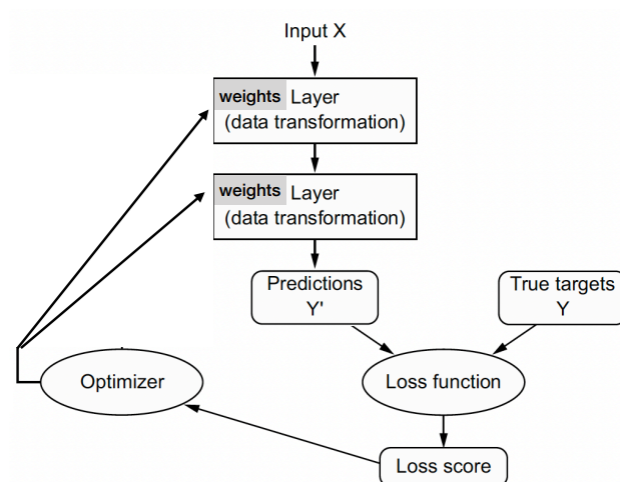 Input X
weights Layer
(data transformation)
weights Layer
(data transformation)
Predictions
Y'
True targets
Y
Optimizer
Loss function
Loss score